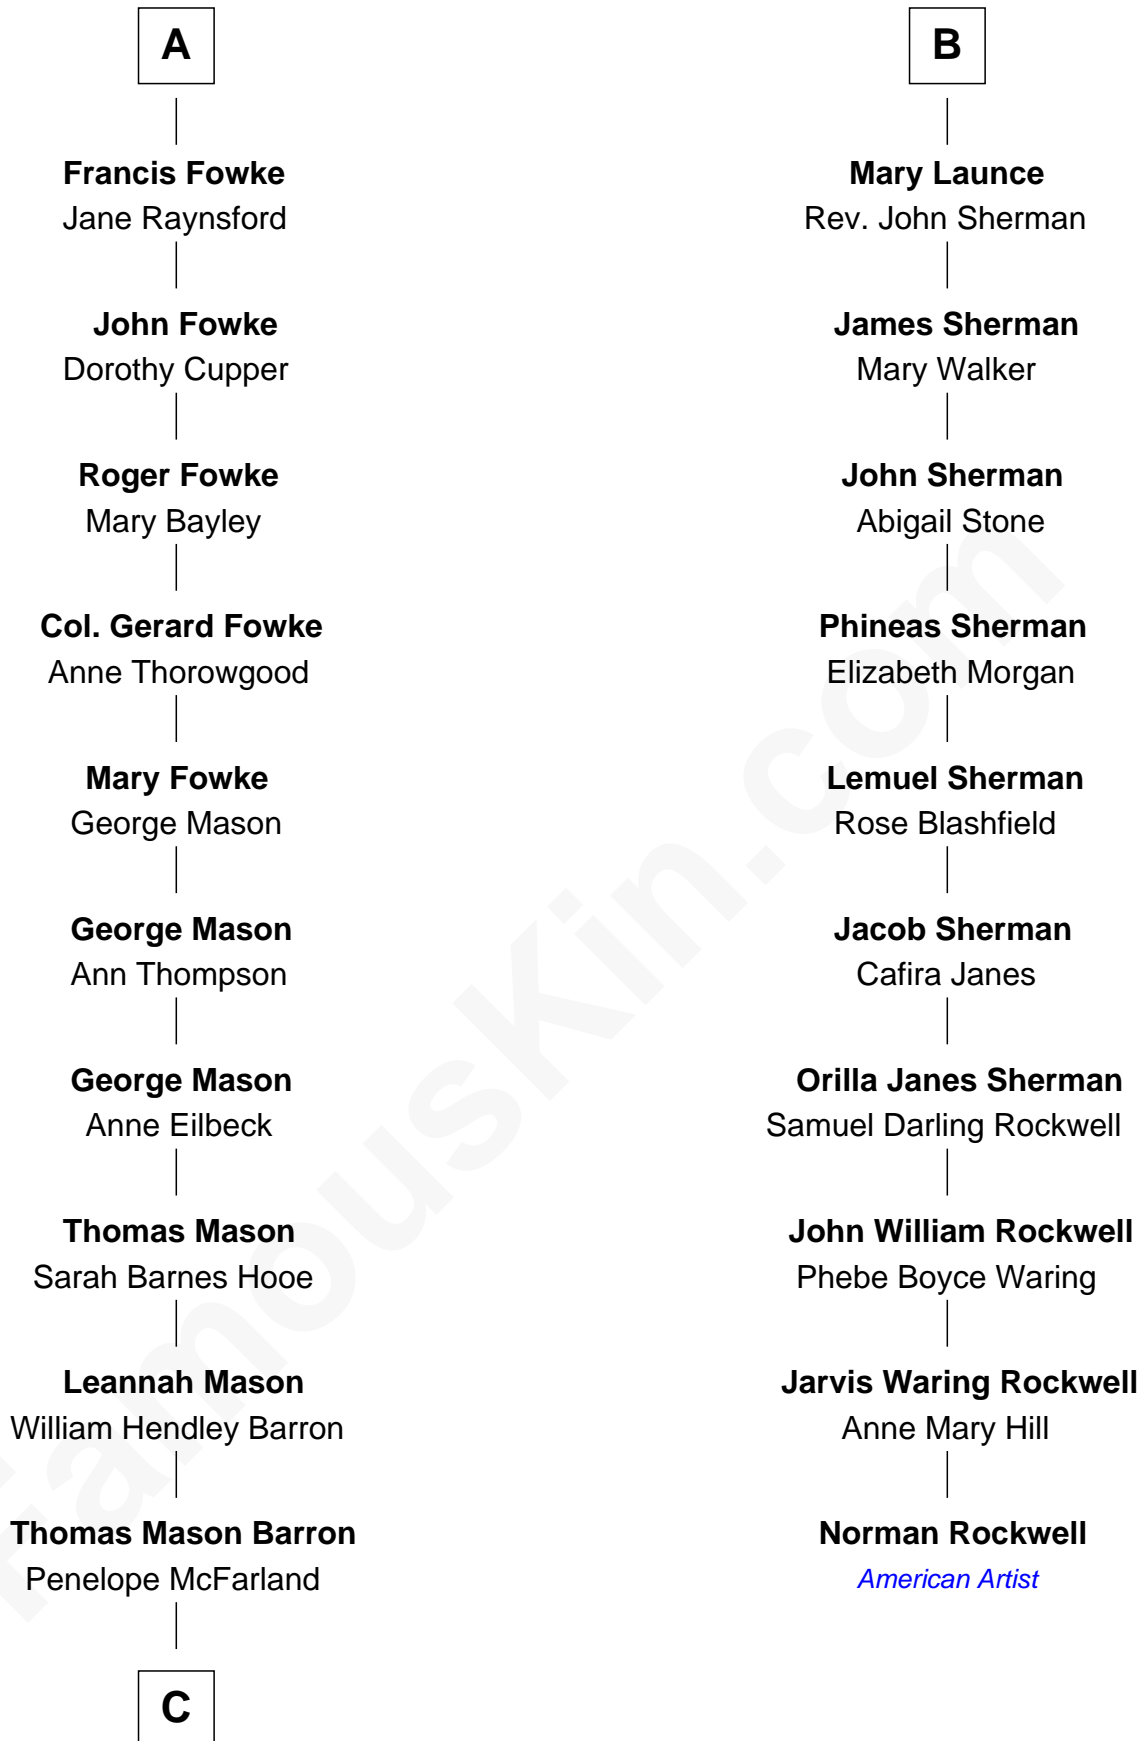 A
Francis Fowke
Jane Raynsford
John Fowke
Dorothy Cupper
Roger Fowke
Mary Bayley
Col. Gerard Fowke
Anne Thorowgood
Mary Fowke
George Mason
George Mason
Ann Thompson
George Mason
Anne Eilbeck
Thomas Mason
Sarah Barnes Hooe
Leannah Mason
William Hendley Barron
Thomas Mason Barron
Penelope McFarland
C
B
Mary Launce
Rev. John Sherman
James Sherman
Mary Walker
John Sherman
Abigail Stone
Phineas Sherman
Elizabeth Morgan
Lemuel Sherman
Rose Blashfield
Jacob Sherman
Cafira Janes
Orilla Janes Sherman
Samuel Darling Rockwell
John William Rockwell
Phebe Boyce Waring
Jarvis Waring Rockwell
Anne Mary Hill
Norman Rockwell
American Artist
FamousKin.com